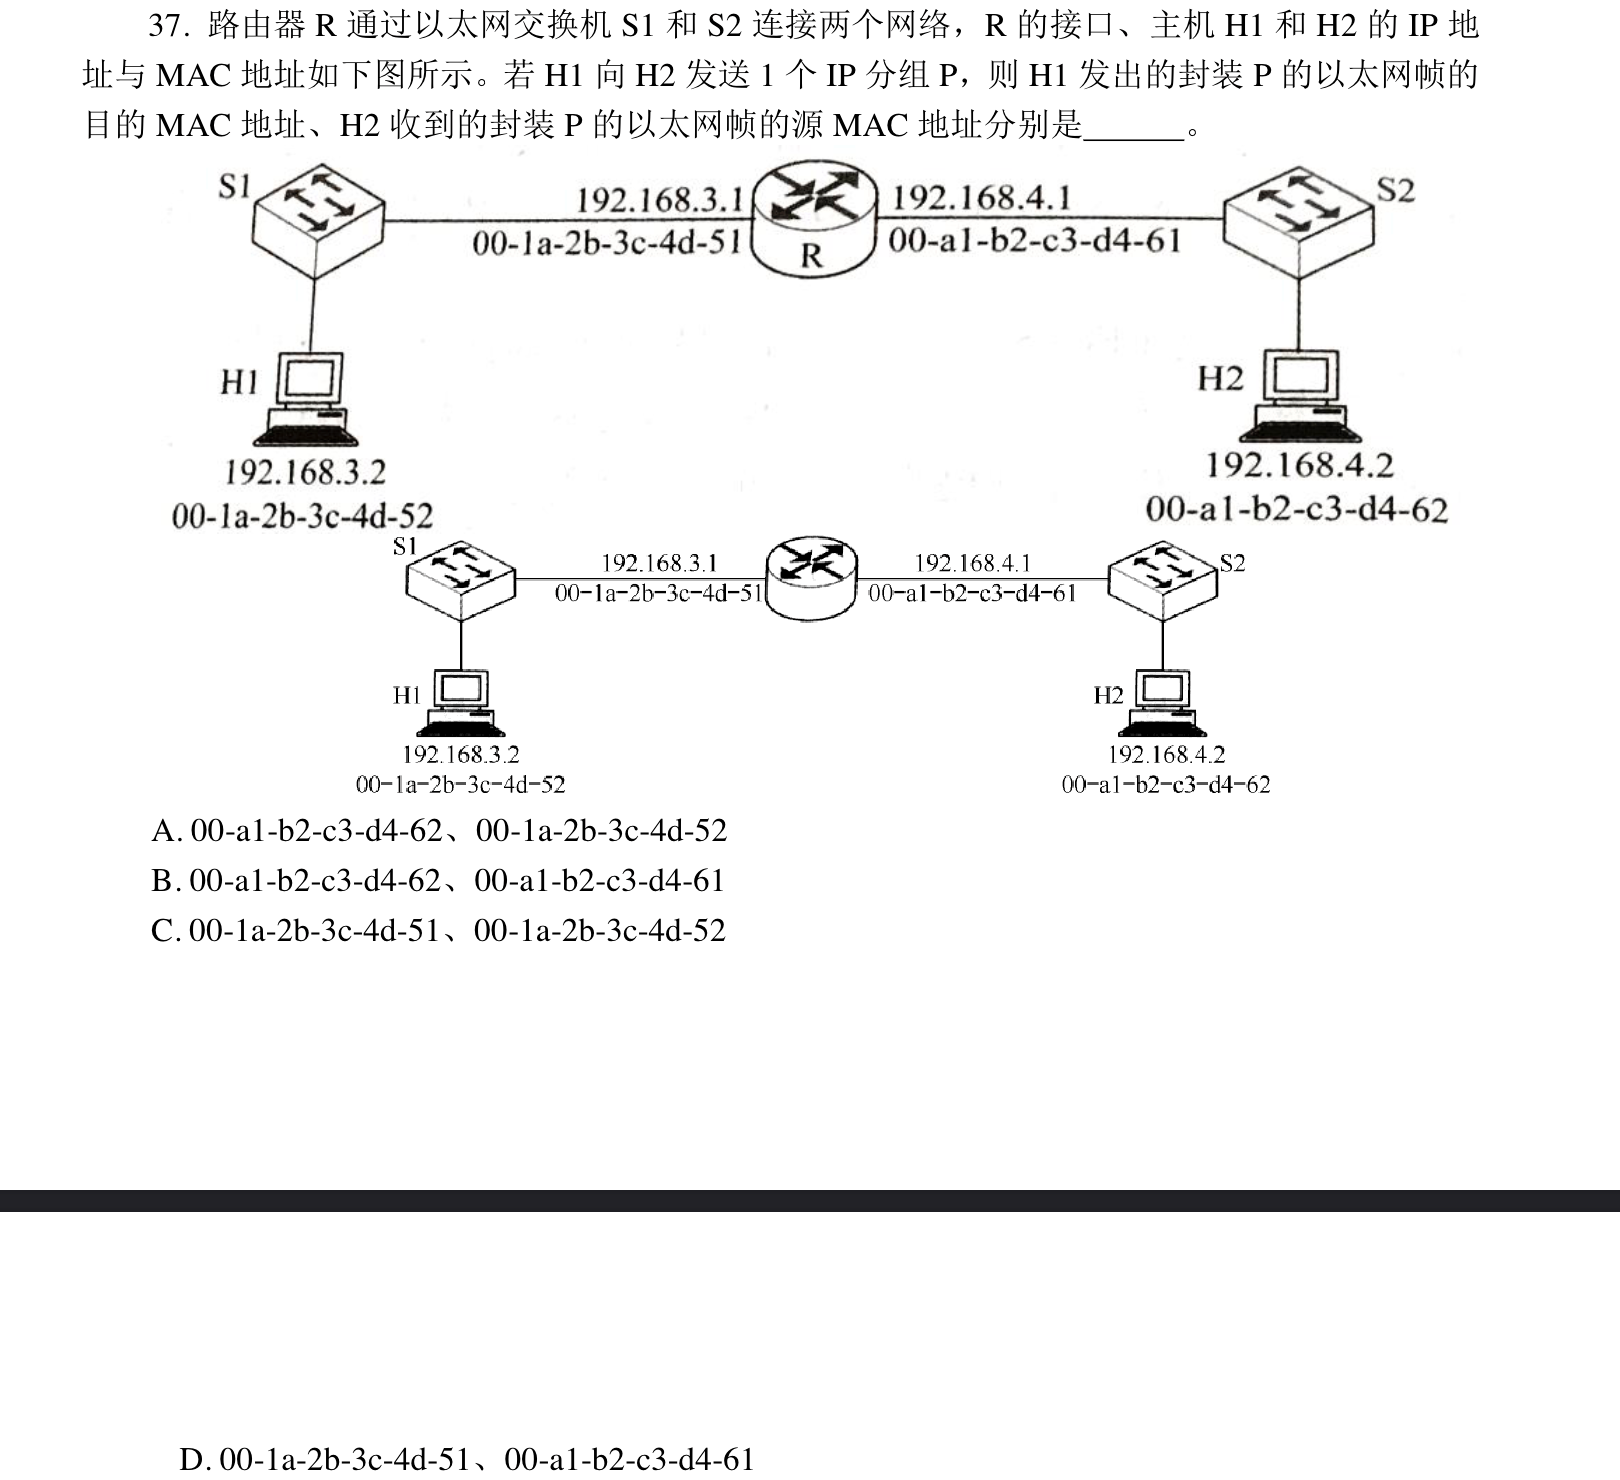 37. 路由器 R 通过以太网交换机 S1 和 S2 连接两个网络，R 的接口、主机 H1 和 H2 的 IP 地
址与 MAC 地址如下图所示。若 H1 向 H2 发送 1 个 IP 分组 P，则 H1 发出的封装 P 的以太网帧的
目的 MAC 地址、H2 收到的封装 P 的以太网帧的源 MAC 地址分别是______。
S1
192.168.3.1
192.168.4.1
S2
00-1a-2b-3c-4d-51
R
00-a1-b2-c3-d4-61
H1
H2
192.168.3.2
192.168.4.2
00-1a-2b-3c-4d-52
00-a1-b2-c3-d4-62
S1
192.168.3.1
192.168.4.1
S2
00-1a-2b-3c-4d-51
00-a1-b2-c3-d4-61
H1
H2
192.168.3.2
192.168.4.2
00-1a-2b-3c-4d-52
00-a1-b2-c3-d4-62
A. 00-a1-b2-c3-d4-62、00-1a-2b-3c-4d-52
B. 00-a1-b2-c3-d4-62、00-a1-b2-c3-d4-61
C. 00-1a-2b-3c-4d-51、00-1a-2b-3c-4d-52
D. 00-1a-2b-3c-4d-51、00-a1-b2-c3-d4-61